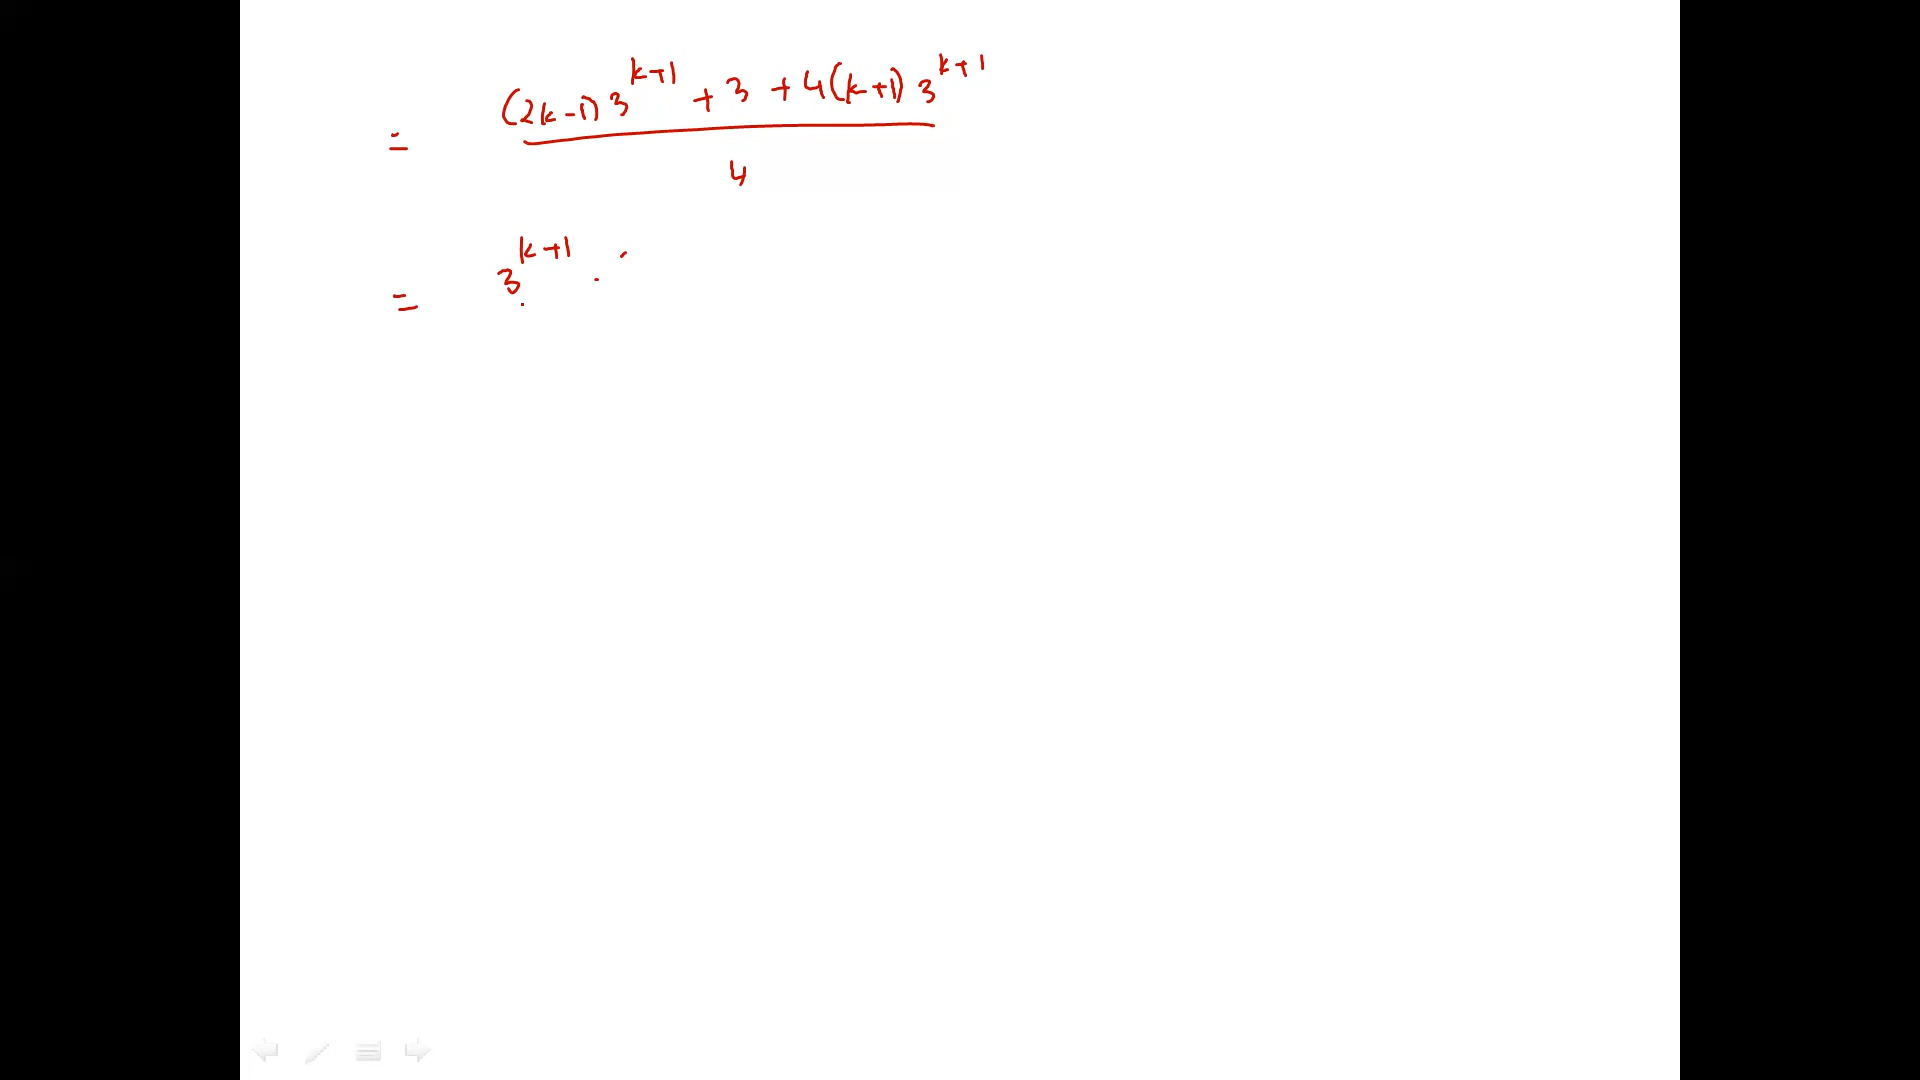 = ((2k-1) 3^(k+1) + 3 + 4(k+1) 3^(k+1)) / 4
= 3^(k+1) .